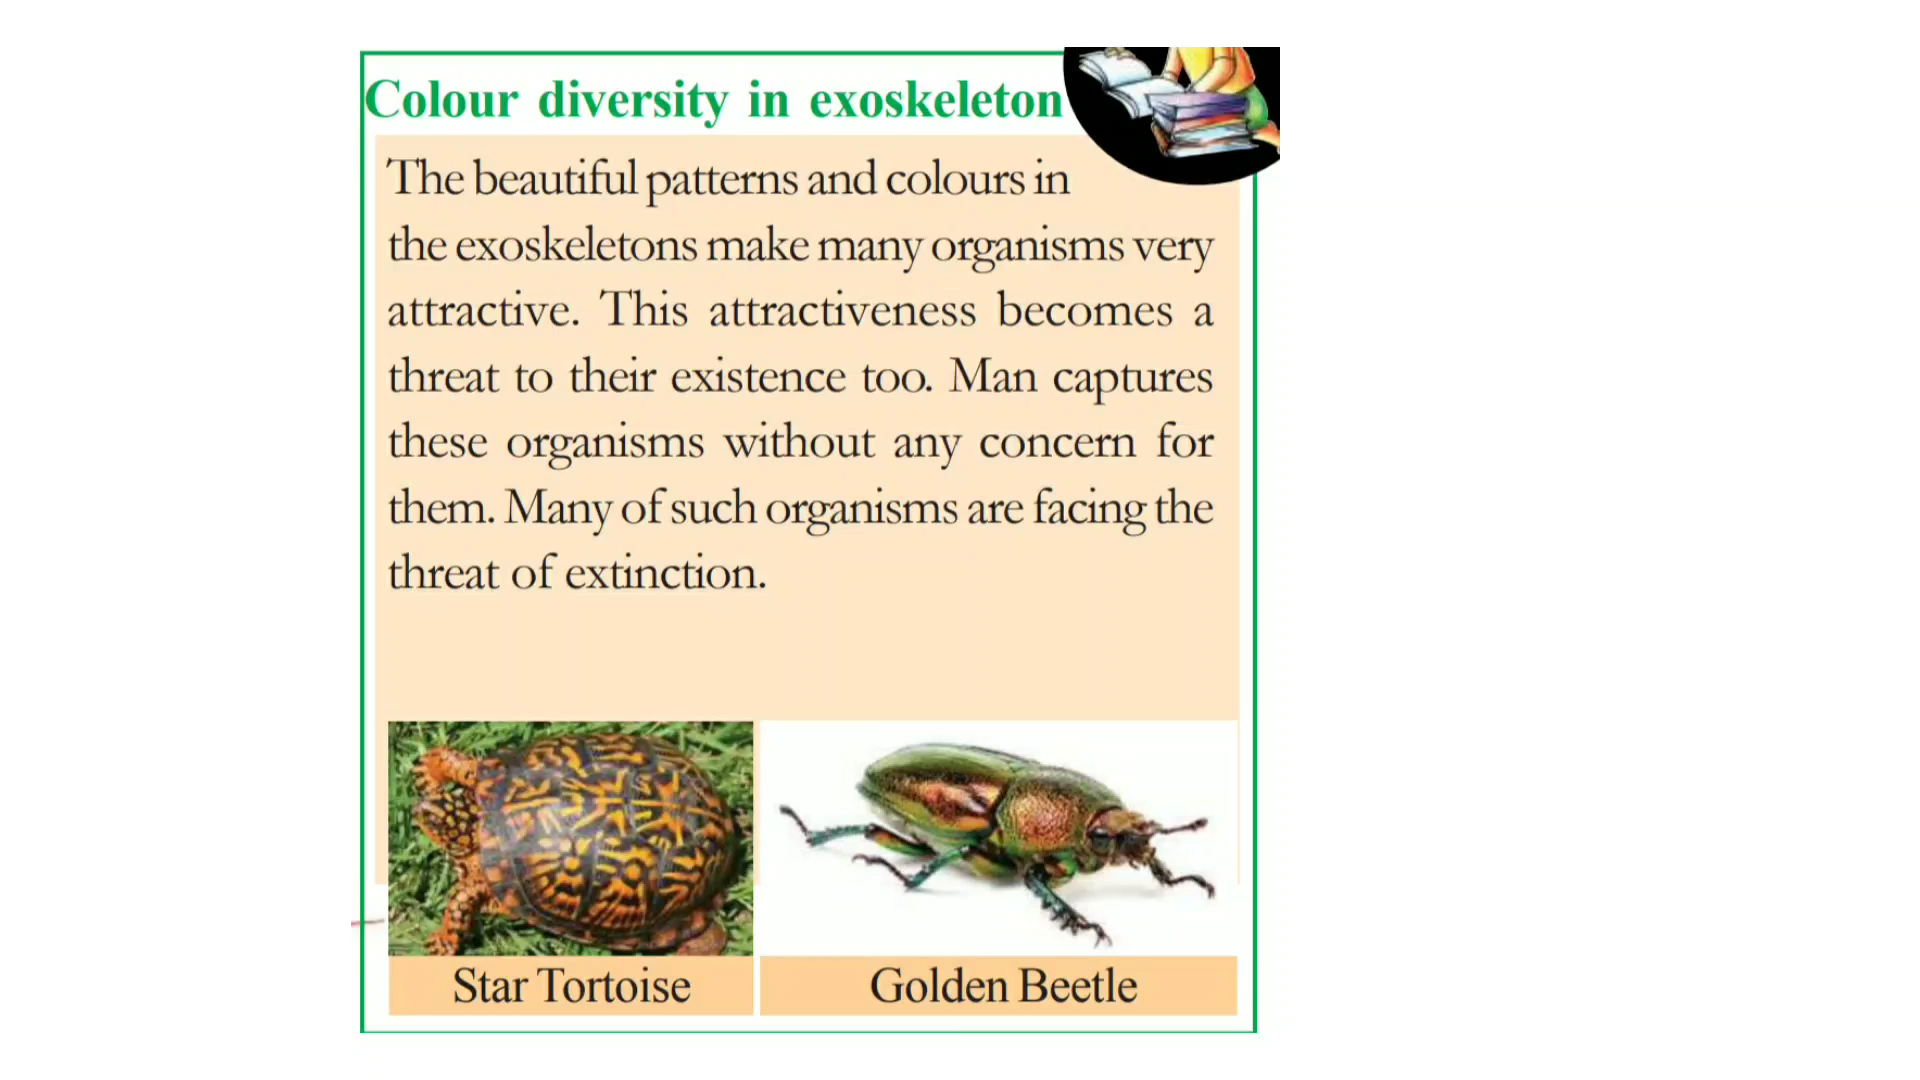 Colour diversity in exoskeleton
The beautiful patterns and colours in
the exoskeletons make many organisms very
attractive. This attractiveness becomes a
threat to their existence too. Man captures
these organisms without any concern for
them. Many of such organisms are facing the
threat of extinction.
Star Tortoise
Golden Beetle